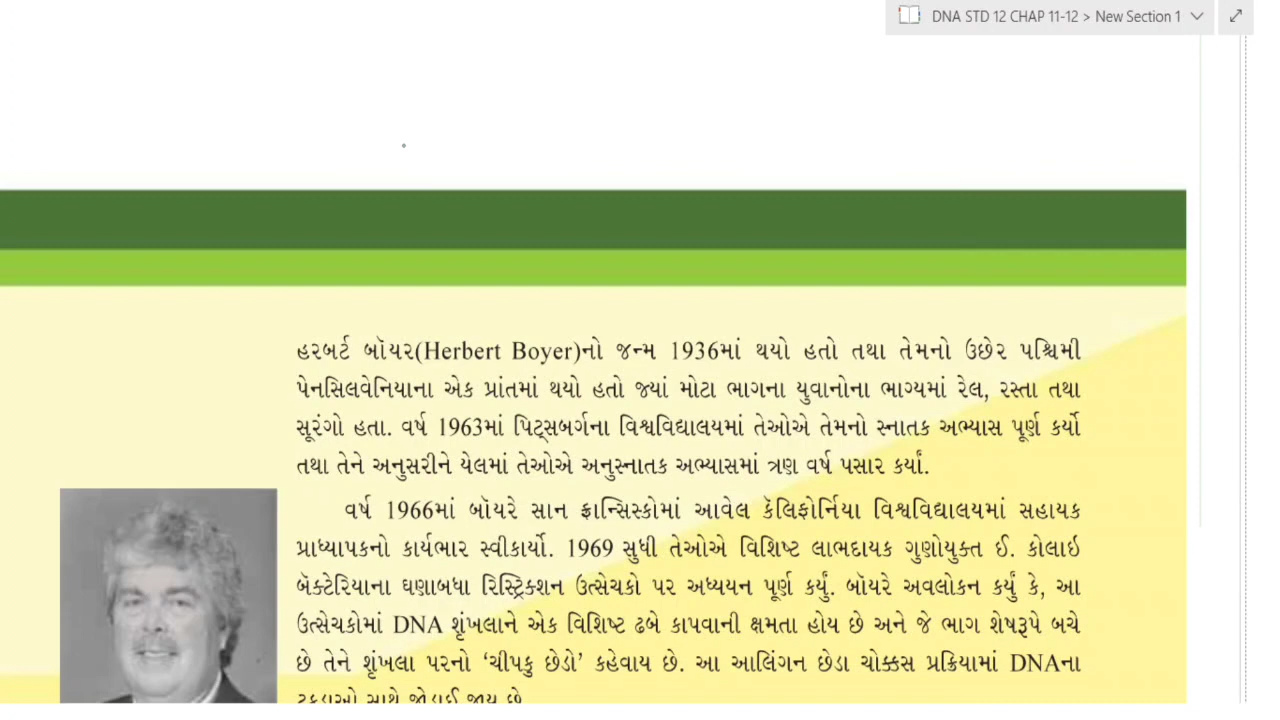 DNA STD 12 CHAP 11-12 > New Section 1
હરબર્ટ બૉયર(Herbert Boyer)નો જન્મ 1936માં થયો હતો તથા તેમનો ઉછેર પશ્ચિમી
પેનસિલવેનિયાના એક પ્રાંતમાં થયો હતો જ્યાં મોટા ભાગના યુવાનોના ભાગ્યમાં રેલ, રસ્તા તથા
સૂરંગો હતા. વર્ષ 1963માં પિટ્સબર્ગના વિશ્વવિદ્યાલયમાં તેઓએ તેમનો સ્નાતક અભ્યાસ પૂર્ણ કર્યો
તથા તેને અનુસરીને યેલમાં તેઓએ અનુસ્નાતક અભ્યાસમાં ત્રણ વર્ષ પસાર કર્યાં.
વર્ષ 1966માં બૉયરે સાન ફ્રાન્સિસ્કોમાં આવેલ કૅલિફોર્નિયા વિશ્વવિદ્યાલયમાં સહાયક
પ્રાધ્યાપકનો કાર્યભાર સ્વીકાર્યો. 1969 સુધી તેઓએ વિશિષ્ટ લાભદાયક ગુણોયુક્ત ઈ. કોલાઇ
બૅક્ટેરિયાના ઘણાબધા રિસ્ટ્રિક્શન ઉત્સેચકો પર અધ્યયન પૂર્ણ કર્યું. બૉયરે અવલોકન કર્યું કે, આ
ઉત્સેચકોમાં DNA શૃંખલાને એક વિશિષ્ટ ઢબે કાપવાની ક્ષમતા હોય છે અને જે ભાગ શેષરૂપે બચે
છે તેને શૃંખલા પરનો ‘ચીપકુ છેડો’ કહેવાય છે. આ આલિંગન છેડા ચોક્કસ પ્રક્રિયામાં DNAના
ટુકડાઓ સાથે જોડાઈ જાય છે.